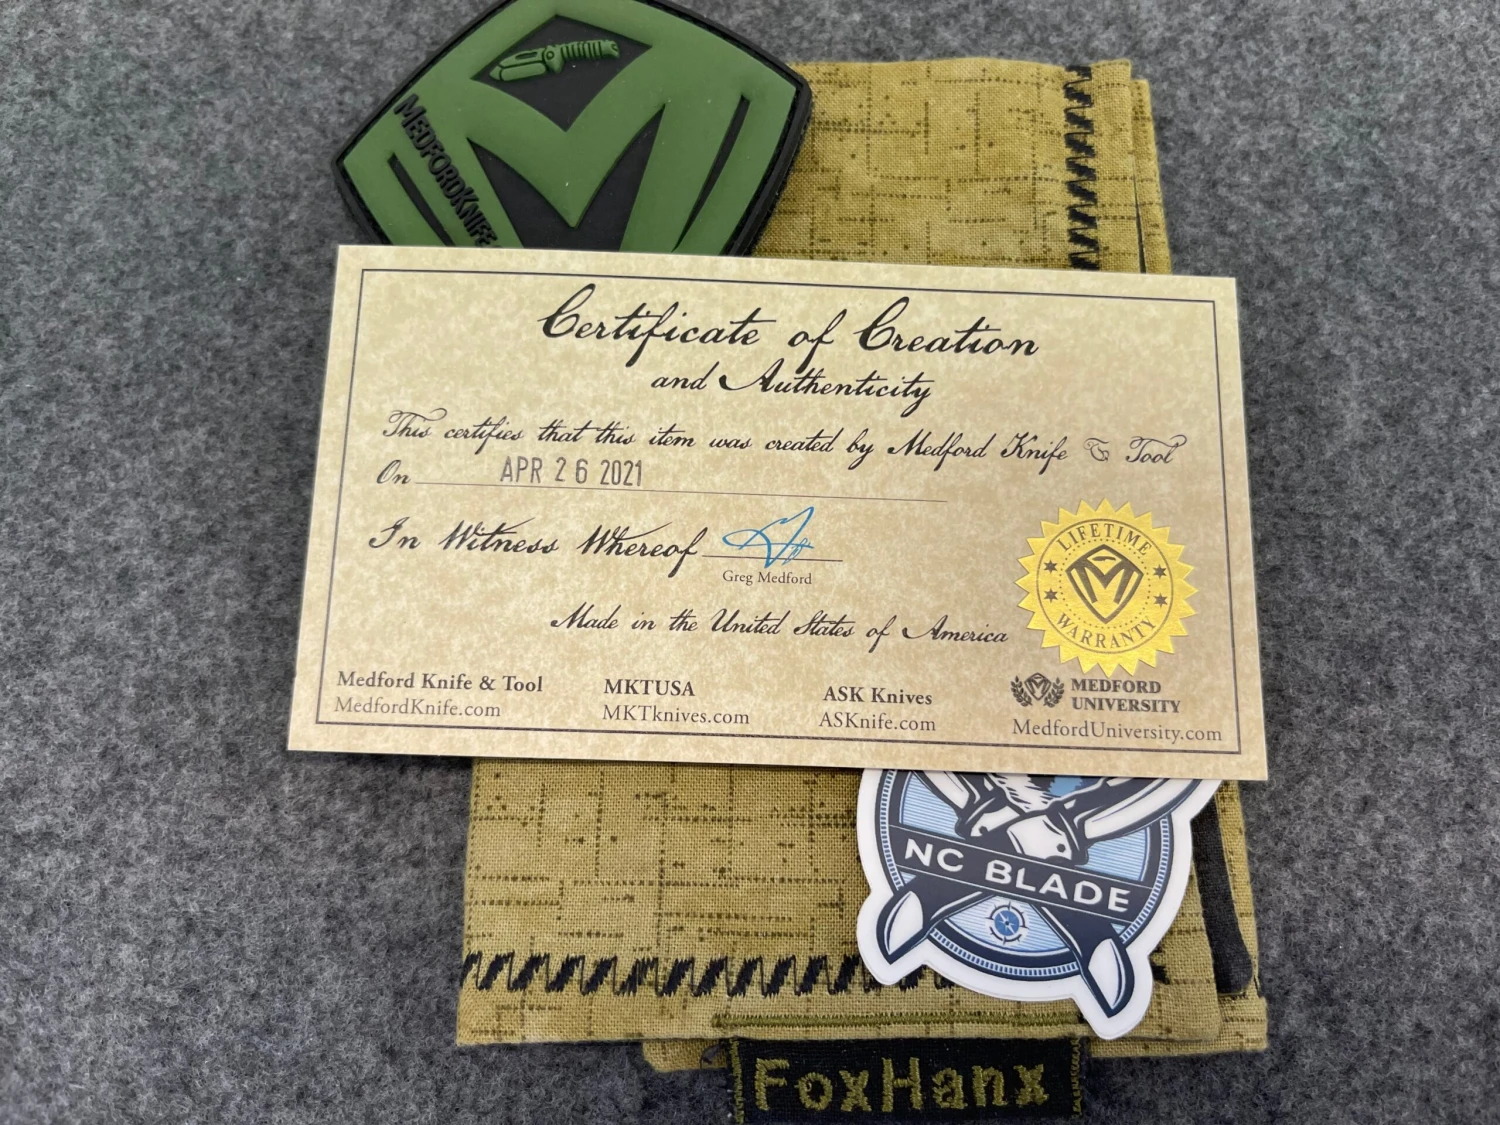 MEDFORDKNIFE
Certificate of Creation
and Authenticity
This certifies that this item was created by Medford Knife & Tool
On APR 26 2021
In Witness Whereof
Greg Medford
LIFETIME
WARRANTY
Made in the United States of America
Medford Knife & Tool
MedfordKnife.com
MKTUSA
MKTknives.com
ASK Knives
ASKnife.com
MEDFORD
UNIVERSITY
MedfordUniversity.com
NC BLADE
FoxHanx